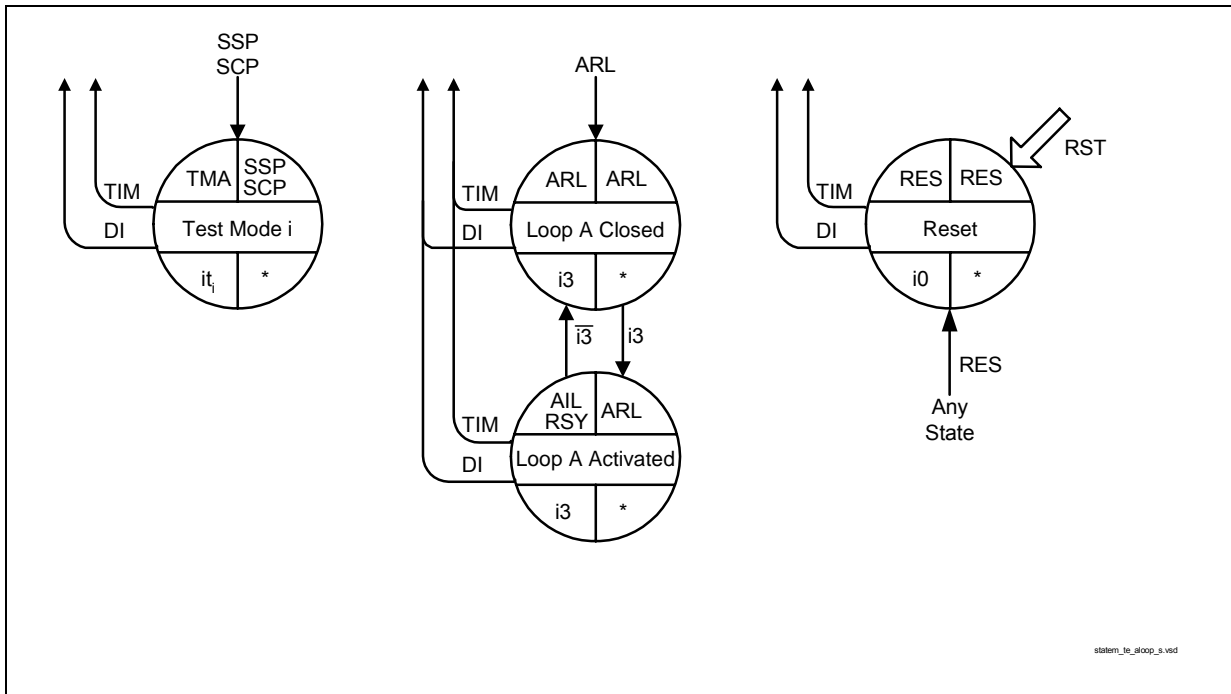 SSP
SCP
TIM
DI
TMA
SSP
SCP
Test Mode i
iti
*
ARL
TIM
DI
ARL
ARL
Loop A Closed
i3
*
i3
i3
TIM
DI
AIL
RSY
ARL
Loop A Activated
i3
*
RST
TIM
DI
RES
RES
Reset
i0
*
RES
Any
State
statem_te_aloop_s.vsd